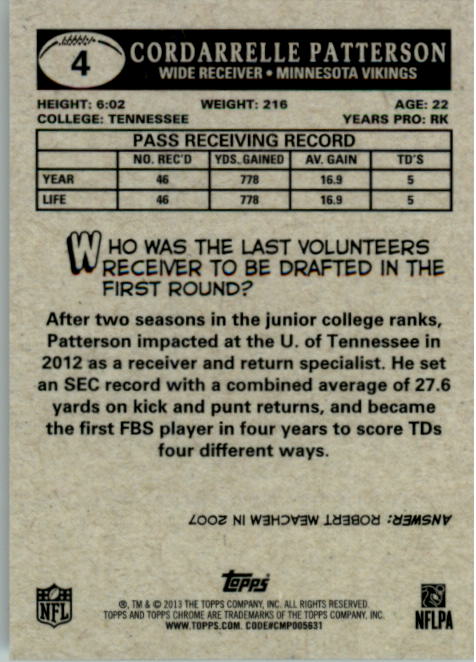 4
CORDARRELLE PATTERSON
WIDE RECEIVER • MINNESOTA VIKINGS
HEIGHT: 6:02 WEIGHT: 216 AGE: 22
COLLEGE: TENNESSEE YEARS PRO: RK
PASS RECEIVING RECORD
NO. REC'D YDS. GAINED AV. GAIN TD'S
YEAR 46 778 16.9 5
LIFE 46 778 16.9 5
WHO WAS THE LAST VOLUNTEERS
RECEIVER TO BE DRAFTED IN THE
FIRST ROUND?
After two seasons in the junior college ranks,
Patterson impacted at the U. of Tennessee in
2012 as a receiver and return specialist. He set
an SEC record with a combined average of 27.6
yards on kick and punt returns, and became
the first FBS player in four years to score TDs
four different ways.
ANSWER: ROBERT MEACHEM IN 2007
NFL
Topps
®, TM & © 2013 THE TOPPS COMPANY, INC. ALL RIGHTS RESERVED.
TOPPS AND TOPPS CHROME ARE TRADEMARKS OF THE TOPPS COMPANY, INC.
WWW.TOPPS.COM. CODE#CMP005631
NFLPA